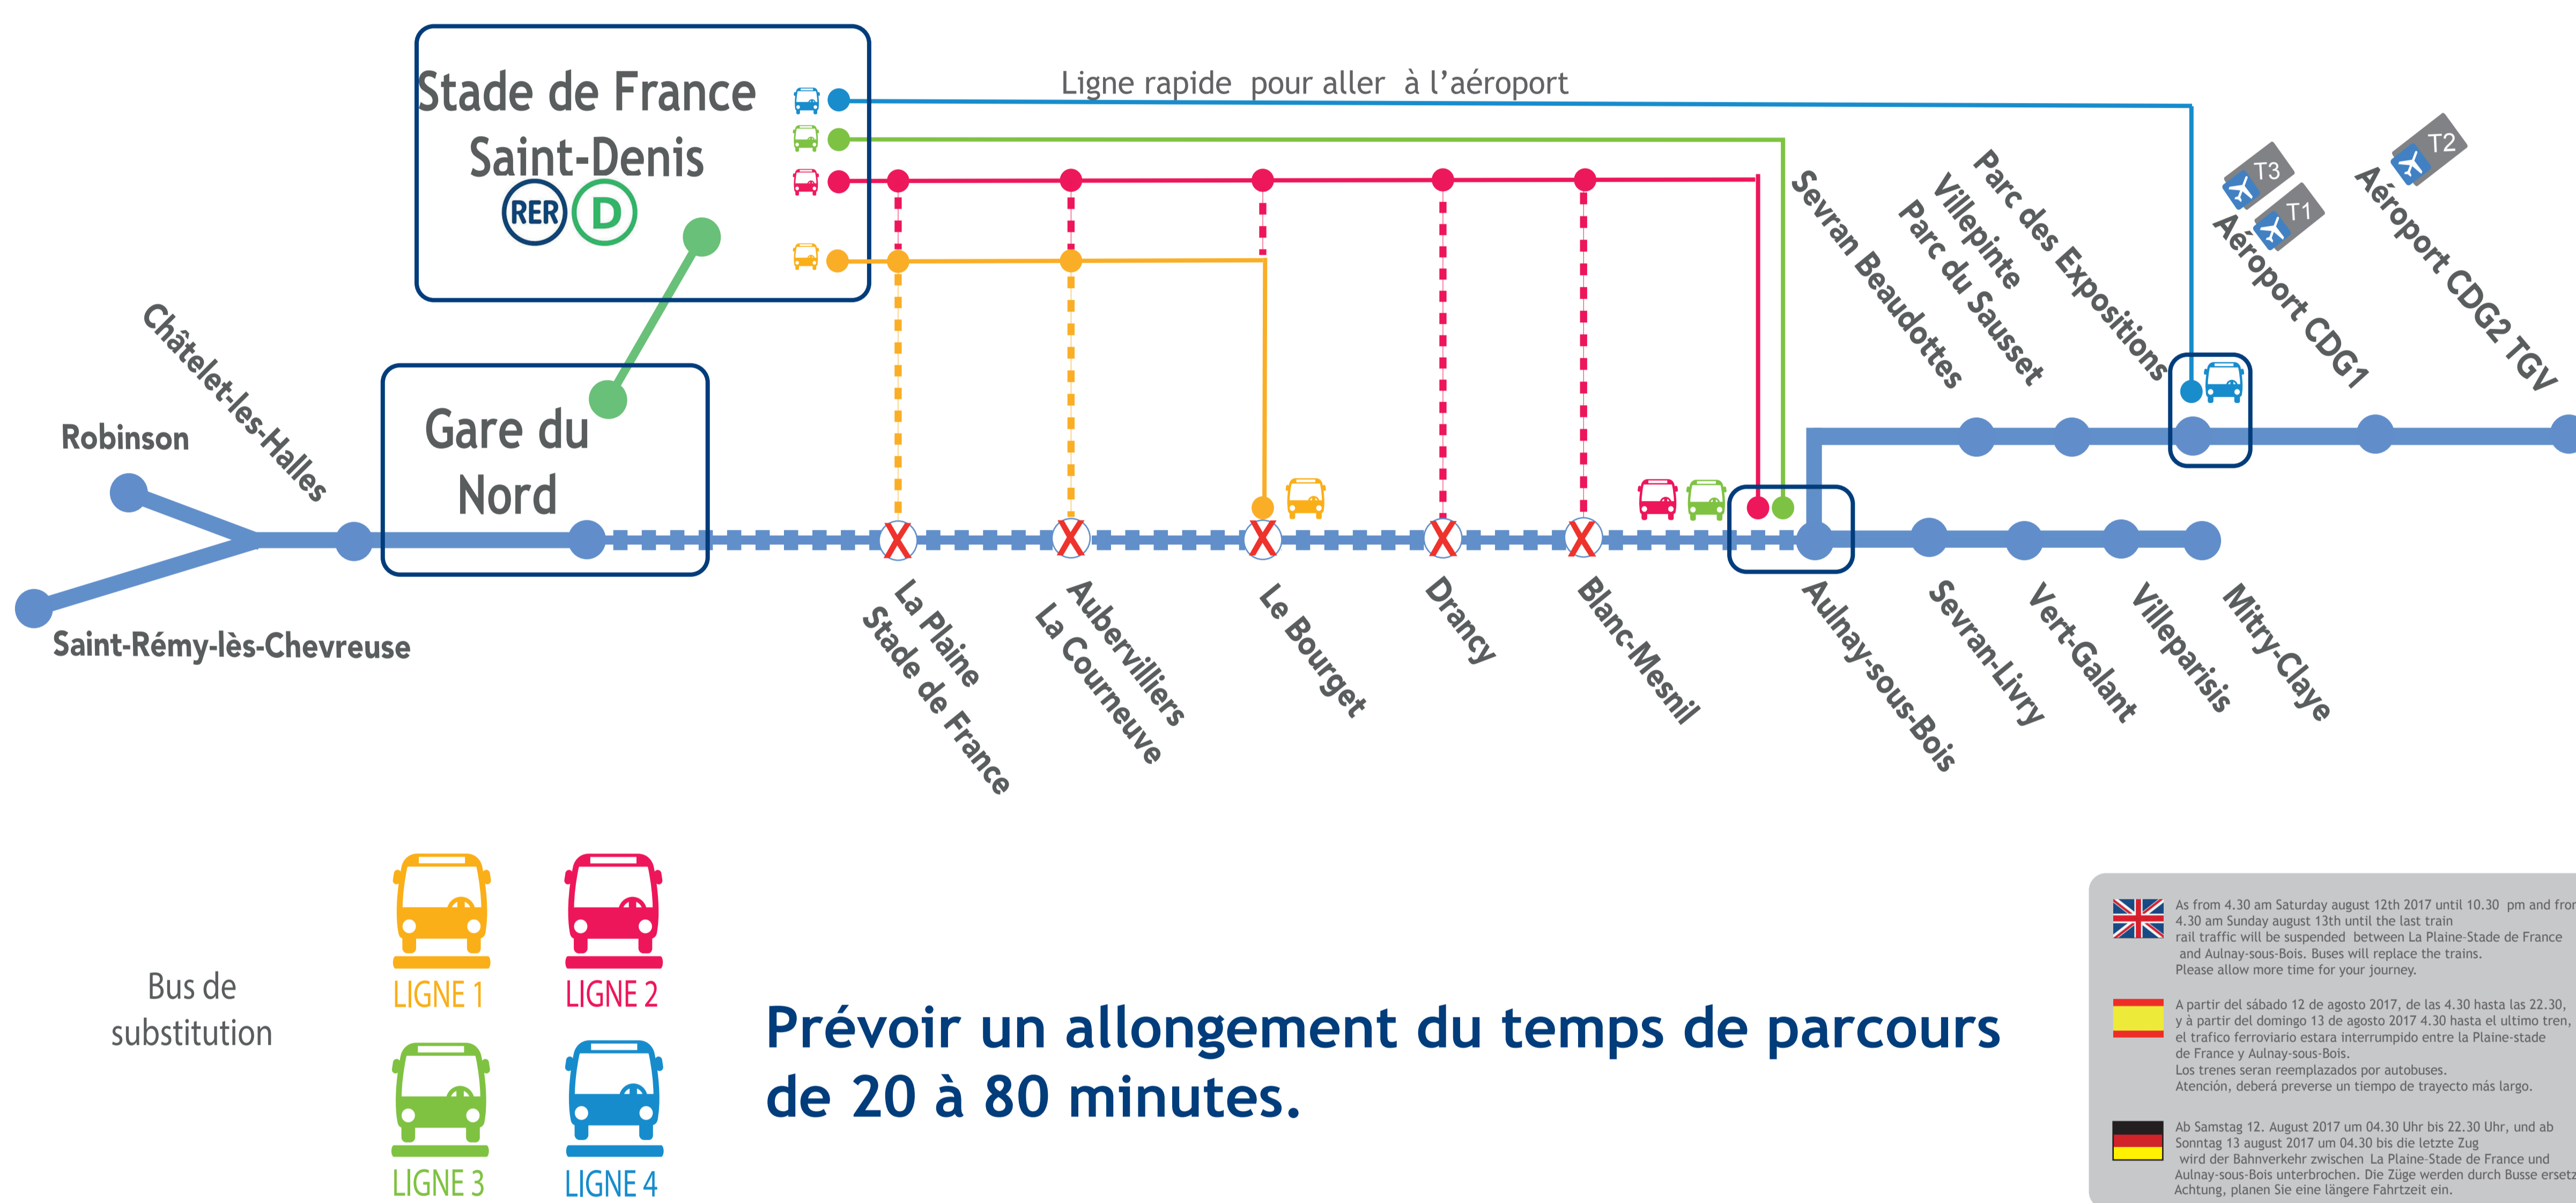 Ligne rapide pour aller à l'aéroport
Stade de France
Saint-Denis
RER D
Gare du
Nord
Châtelet-les-Halles
Robinson
Saint-Rémy-lès-Chevreuse
X X X X X
La Plaine
Stade de France
Aubervilliers
La Courneuve
Le Bourget
Drancy
Blanc-Mesnil
Aulnay-sous-Bois
Sevran-Livry
Vert-Galant
Villeparisis
Mitry-Claye
Sevran Beaudottes
Villepinte
Parc du Sausset
Parc des Expositions
T3
T1
Aéroport CDG1
T2
Aéroport CDG2 TGV
Bus de
substitution
LIGNE 1
LIGNE 2
LIGNE 3
LIGNE 4
Prévoir un allongement du temps de parcours
de 20 à 80 minutes.
As from 4.30 am Saturday august 12th 2017 until 10.30 pm and
4.30 am Sunday august 13th until the last train
rail traffic will be suspended between La Plaine-Stade de France
and Aulnay-sous-Bois. Buses will replace the trains.
Please allow more time for your journey.
A partir del sábado 12 de agosto 2017, de las 4.30 hasta las 22.30,
y à partir del domingo 13 de agosto 2017 4.30 hasta el ultimo tren,
el trafico ferroviario estara interrumpido entre la Plaine-stade
de France y Aulnay-sous-Bois.
Los trenes seran reemplazados por autobuses.
Atención, deberá preverse un tiempo de trayecto más largo.
Ab Samstag 12. August 2017 um 04.30 Uhr bis 22.30 Uhr, und ab
Sonntag 13 august 2017 um 04.30 bis die letzte Zug
wird der Bahnverkehr zwischen La Plaine-Stade de France und
Aulnay-sous-Bois unterbrochen. Die Züge werden durch Busse
Achtung, planen Sie eine längere Fahrtzeit ein.